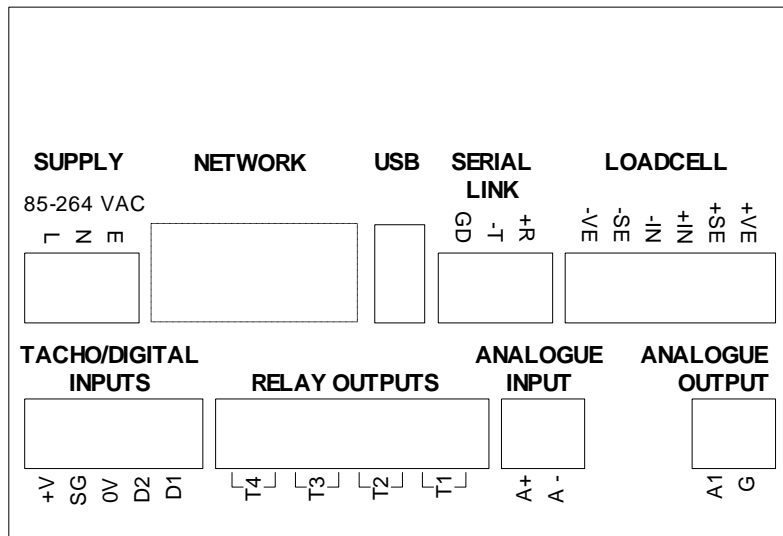 SUPPLY
85-264 VAC
L
N
E
NETWORK
USB
SERIAL
LINK
GD
-T
+R
LOADCELL
-VE
-SE
-IN
+IN
+SE
+VE
TACHO/DIGITAL
INPUTS
+V
SG
0V
D2
D1
RELAY OUTPUTS
T4
T3
T2
T1
ANALOGUE
INPUT
A+
A -
ANALOGUE
OUTPUT
A1
G